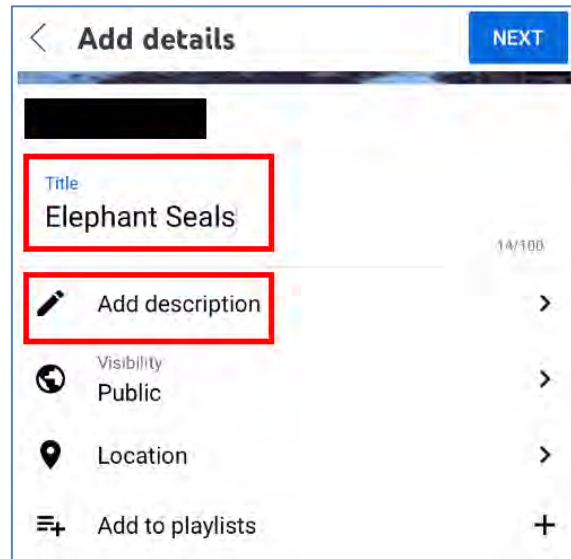 Add details
NEXT
Title
Elephant Seals
14/100
Add description
Visibility
Public
Location
Add to playlists